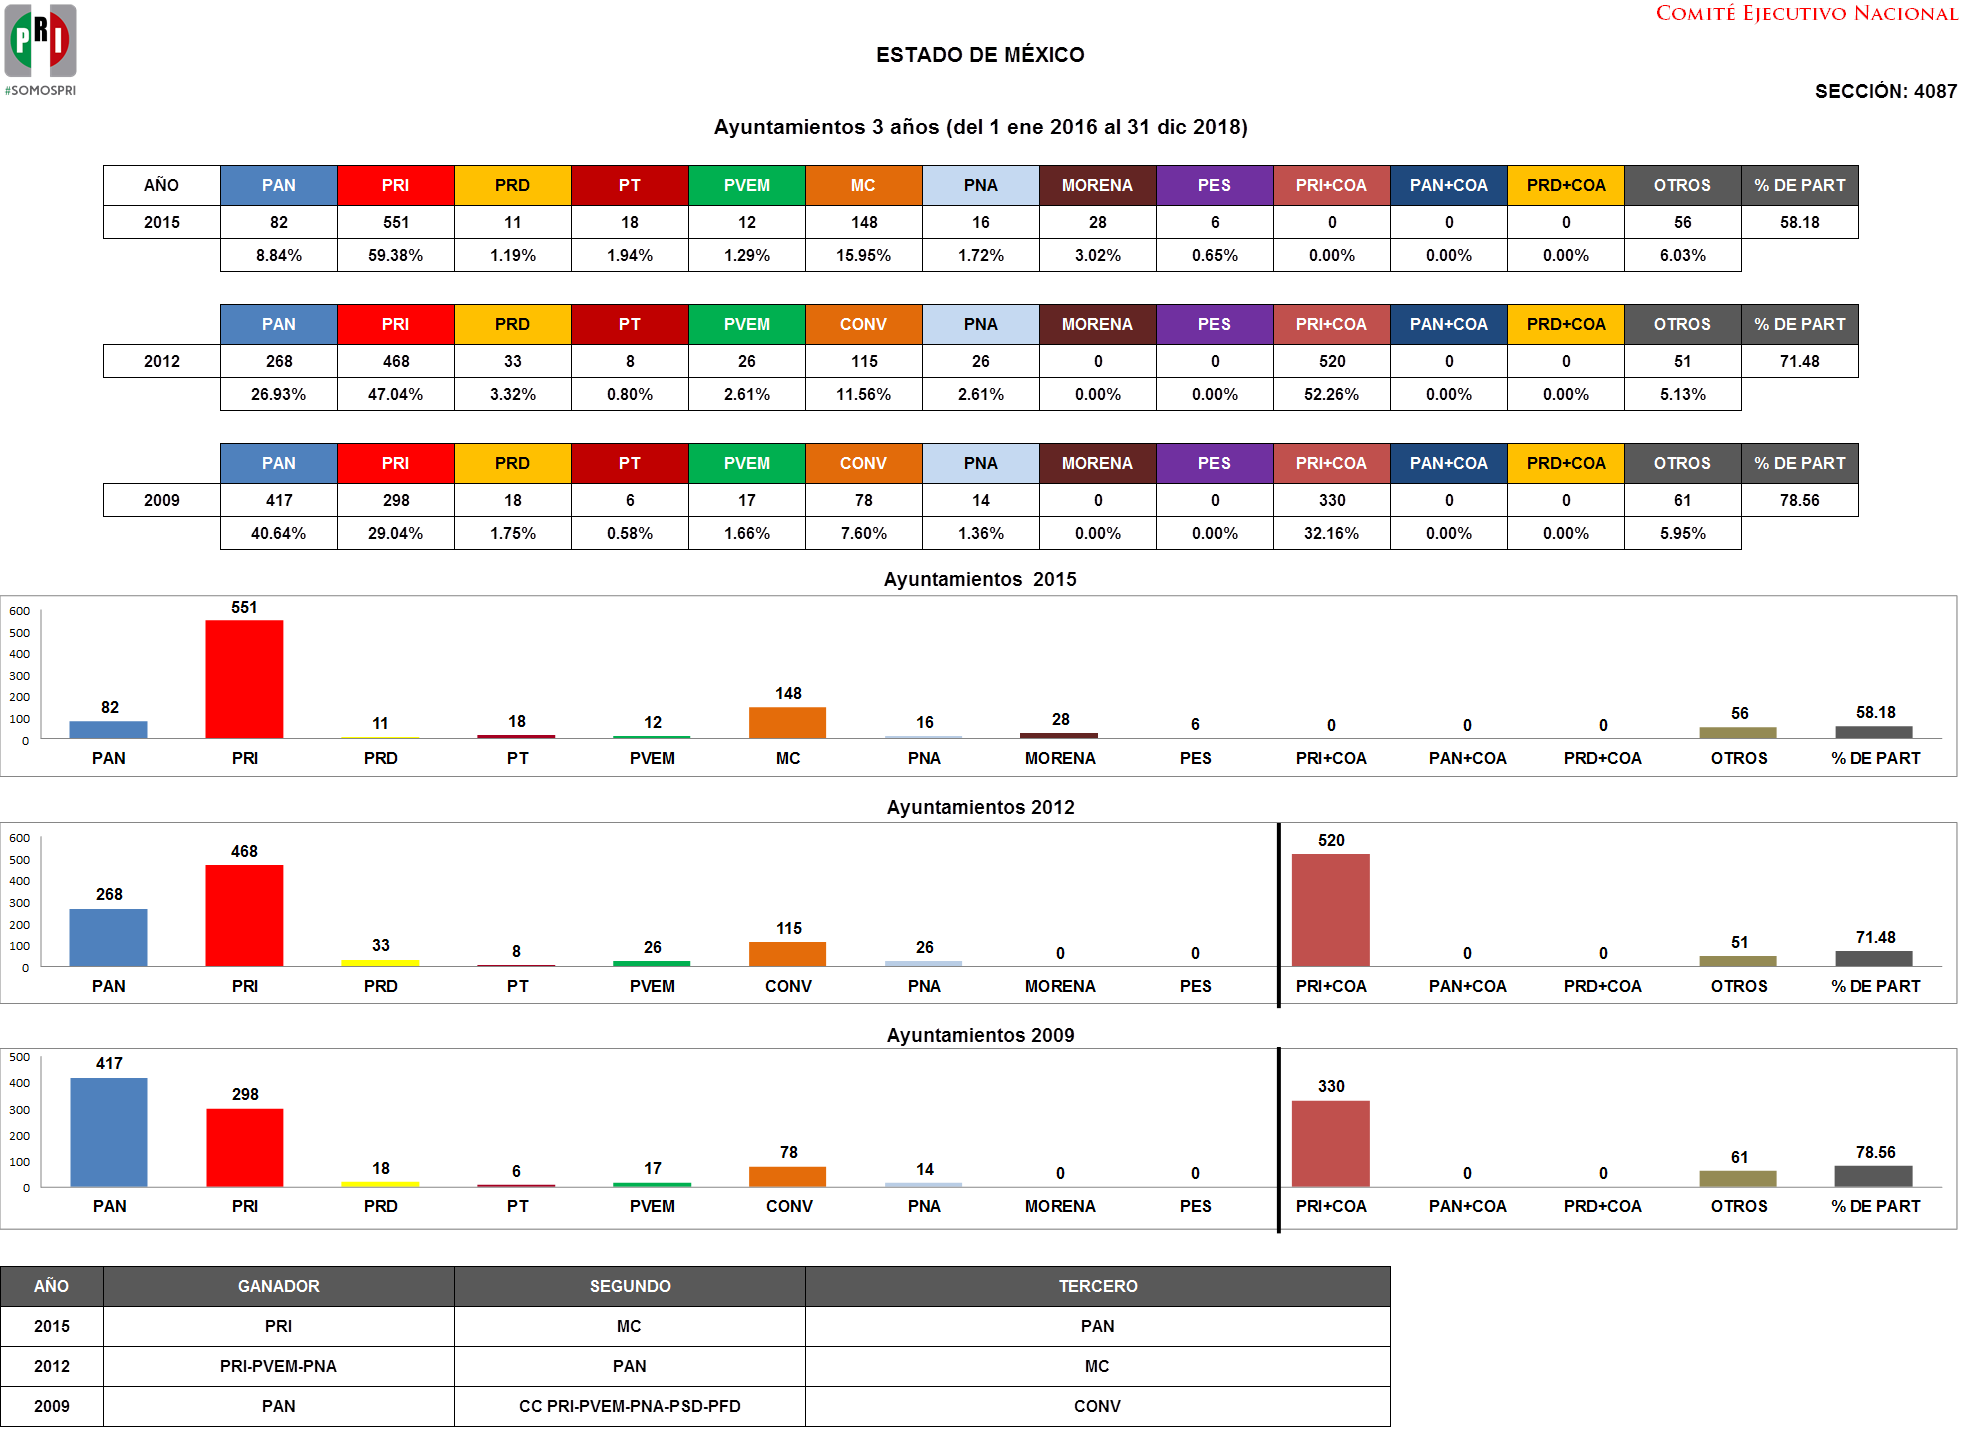 COMITÉ EJECUTIVO NACIONAL
PRI
#SOMOSPRI
ESTADO DE MÉXICO
SECCIÓN: 4087
Ayuntamientos 3 años (del 1 ene 2016 al 31 dic 2018)
AÑO PAN PRI PRD PT PVEM MC PNA MORENA PES PRI+COA PAN+COA PRD+COA OTROS % DE PART
2015 82 551 11 18 12 148 16 28 6 0 0 0 56 58.18
8.84% 59.38% 1.19% 1.94% 1.29% 15.95% 1.72% 3.02% 0.65% 0.00% 0.00% 0.00% 6.03%
PAN PRI PRD PT PVEM CONV PNA MORENA PES PRI+COA PAN+COA PRD+COA OTROS % DE PART
2012 268 468 33 8 26 115 26 0 0 520 0 0 51 71.48
26.93% 47.04% 3.32% 0.80% 2.61% 11.56% 2.61% 0.00% 0.00% 52.26% 0.00% 0.00% 5.13%
PAN PRI PRD PT PVEM CONV PNA MORENA PES PRI+COA PAN+COA PRD+COA OTROS % DE PART
2009 417 298 18 6 17 78 14 0 0 330 0 0 61 78.56
40.64% 29.04% 1.75% 0.58% 1.66% 7.60% 1.36% 0.00% 0.00% 32.16% 0.00% 0.00% 5.95%
Ayuntamientos 2015
600
500
400
300
200
100
0
82 551 11 18 12 148 16 28 6 0 0 0 56 58.18
PAN PRI PRD PT PVEM MC PNA MORENA PES PRI+COA PAN+COA PRD+COA OTROS % DE PART
Ayuntamientos 2012
600
500
400
300
200
100
0
268 468 33 8 26 115 26 0 0 520 0 0 51 71.48
PAN PRI PRD PT PVEM CONV PNA MORENA PES PRI+COA PAN+COA PRD+COA OTROS % DE PART
Ayuntamientos 2009
500
400
300
200
100
0
417 298 18 6 17 78 14 0 0 330 0 0 61 78.56
PAN PRI PRD PT PVEM CONV PNA MORENA PES PRI+COA PAN+COA PRD+COA OTROS % DE PART
AÑO GANADOR SEGUNDO TERCERO
2015 PRI MC PAN
2012 PRI-PVEM-PNA PAN MC
2009 PAN CC PRI-PVEM-PNA-PSD-PFD CONV